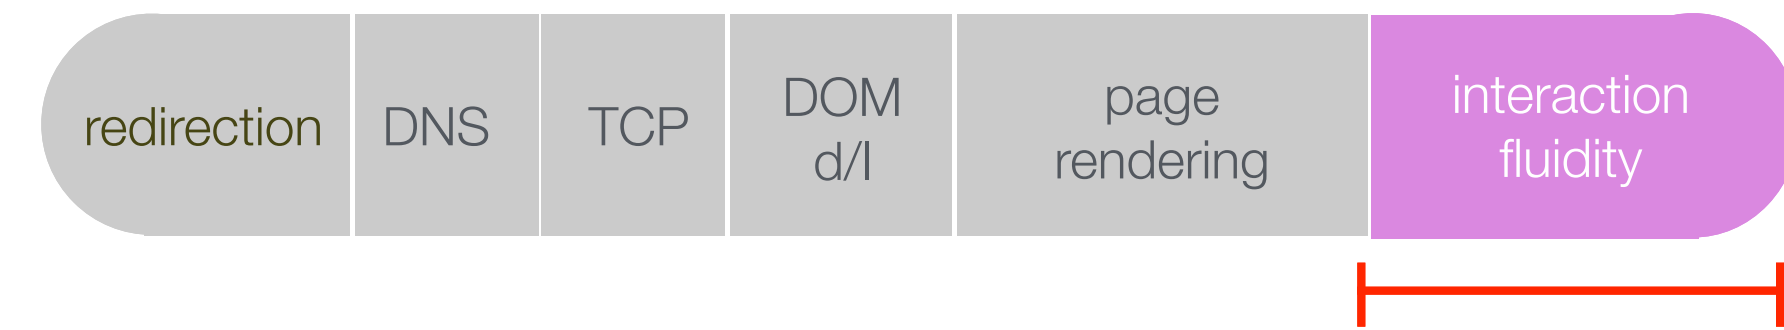 redirection
DNS
TCP
DOM
d/l
page
rendering
interaction
fluidity